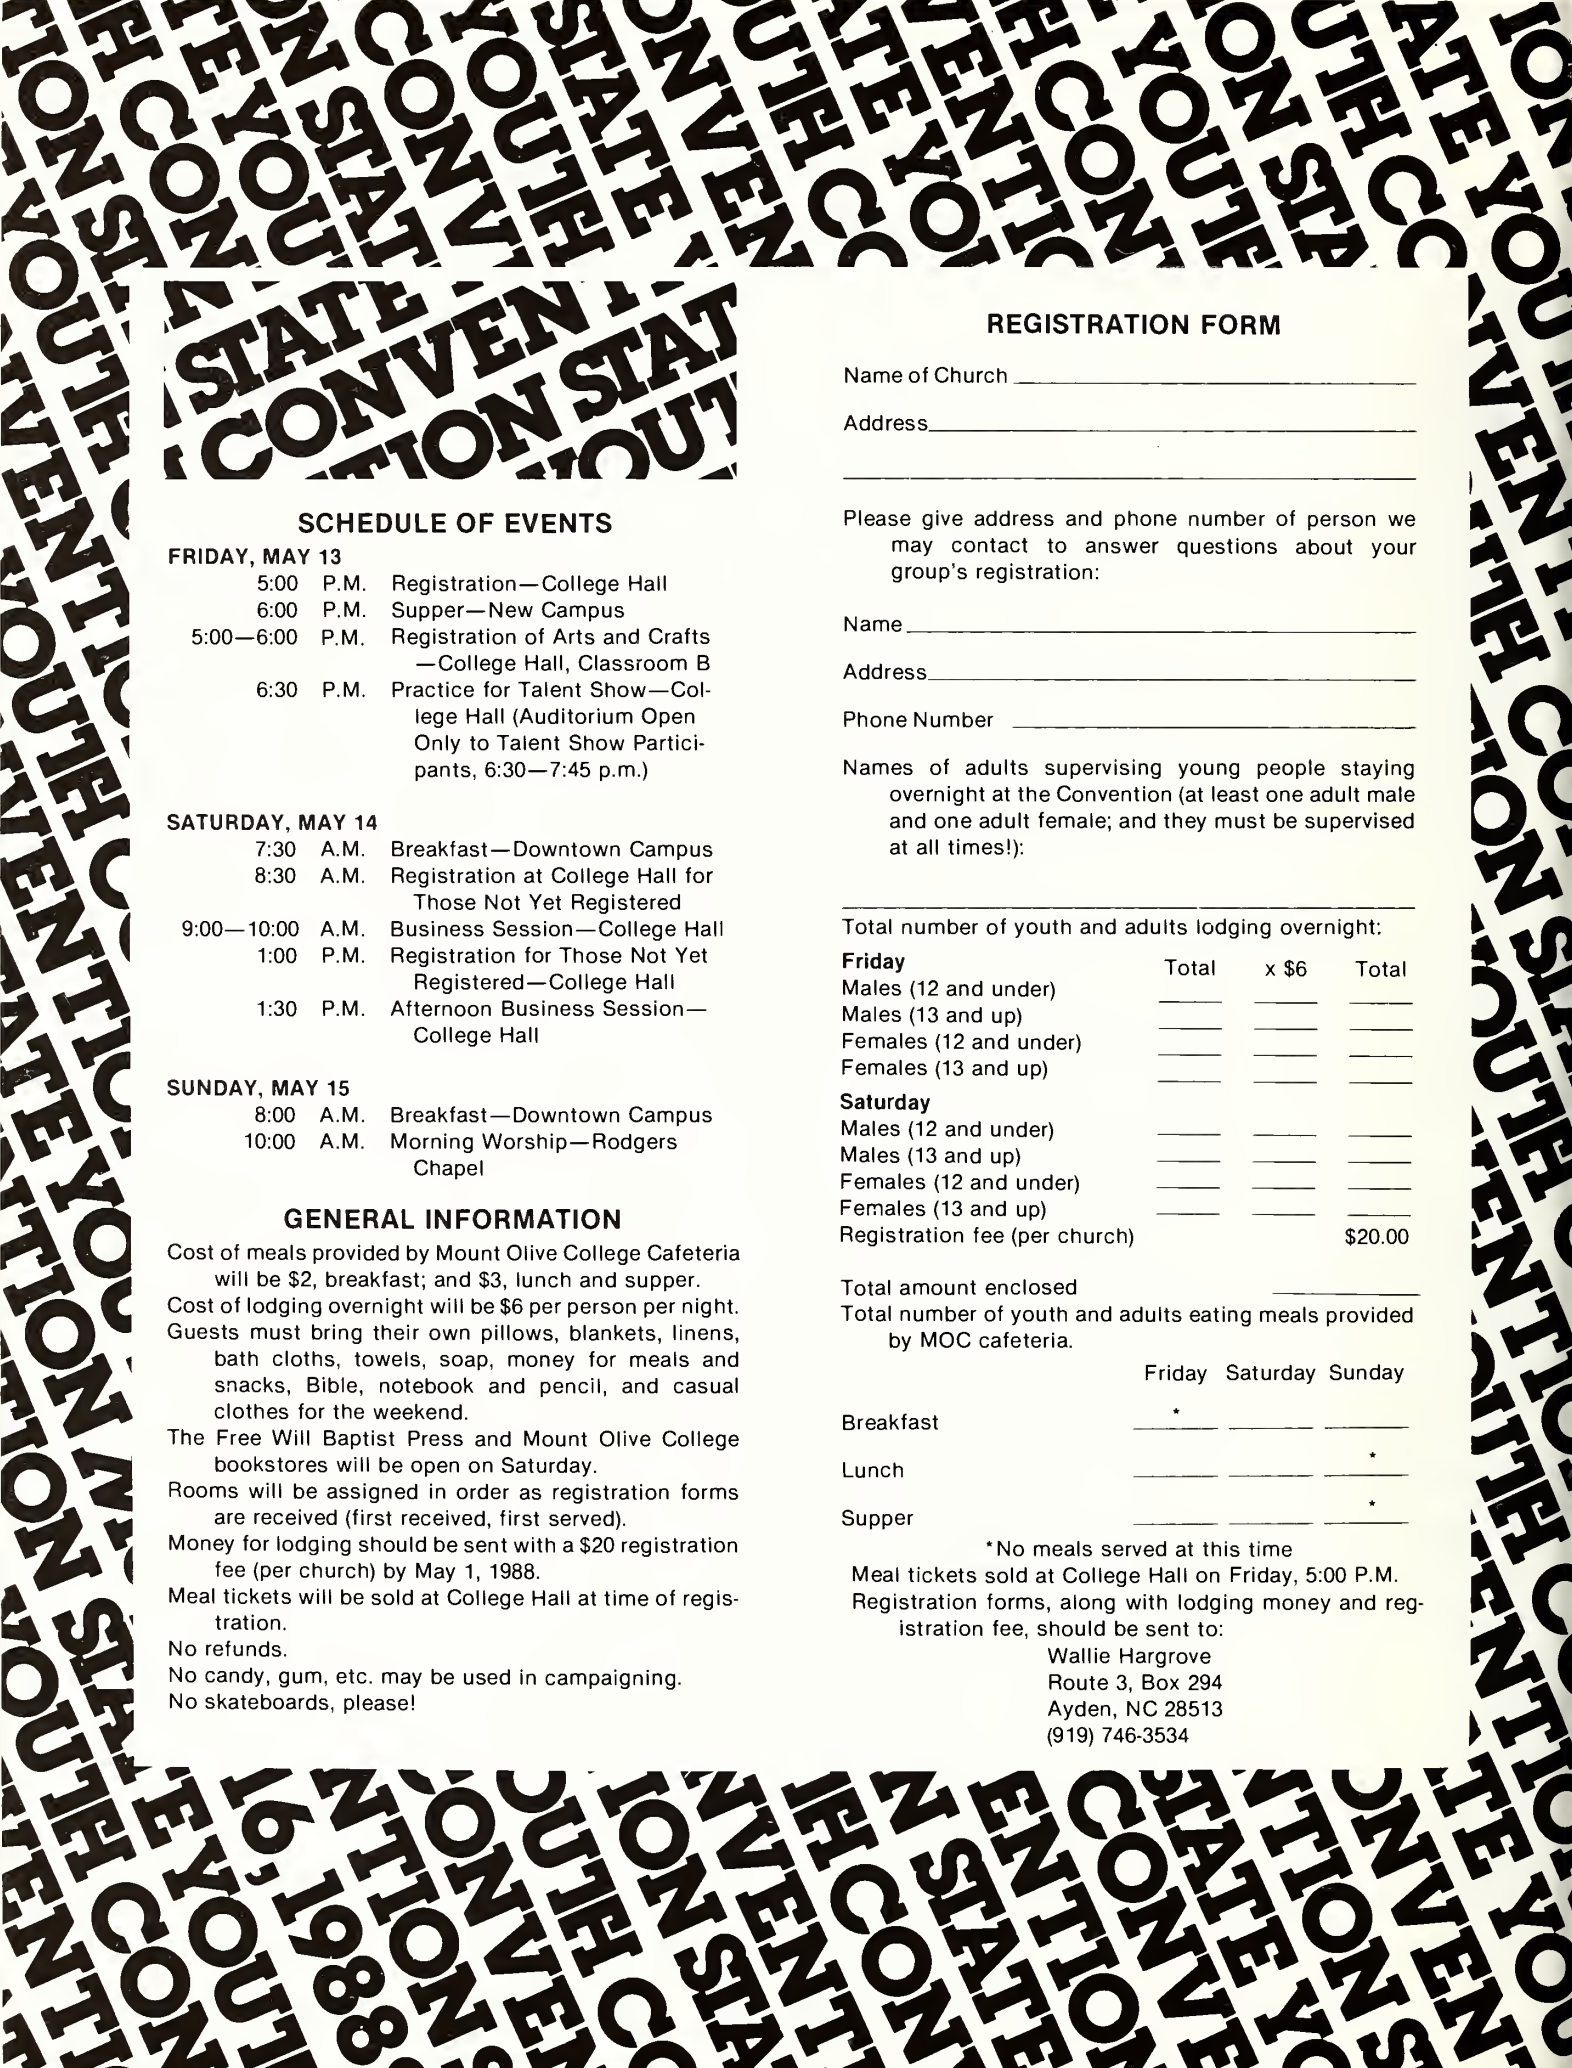 STATE
CONVEN
TION STAT
YOUT
SCHEDULE OF EVENTS
FRIDAY, MAY 13
5:00 P.M. Registration—College Hall
6:00 P.M. Supper—New Campus
5:00—6:00 P.M. Registration of Arts and Crafts
—College Hall, Classroom B
6:30 P.M. Practice for Talent Show—Col-
lege Hall (Auditorium Open
Only to Talent Show Partici-
pants, 6:30—7:45 p.m.)
SATURDAY, MAY 14
7:30 A.M. Breakfast—Downtown Campus
8:30 A.M. Registration at College Hall for
Those Not Yet Registered
9:00—10:00 A.M. Business Session—College Hall
1:00 P.M. Registration for Those Not Yet
Registered—College Hall
1:30 P.M. Afternoon Business Session—
College Hall
SUNDAY, MAY 15
8:00 A.M. Breakfast—Downtown Campus
10:00 A.M. Morning Worship—Rodgers
Chapel
GENERAL INFORMATION
Cost of meals provided by Mount Olive College Cafeteria
will be $2, breakfast; and $3, lunch and supper.
Cost of lodging overnight will be $6 per person per night.
Guests must bring their own pillows, blankets, linens,
bath cloths, towels, soap, money for meals and
snacks, Bible, notebook and pencil, and casual
clothes for the weekend.
The Free Will Baptist Press and Mount Olive College
bookstores will be open on Saturday.
Rooms will be assigned in order as registration forms
are received (first received, first served).
Money for lodging should be sent with a $20 registration
fee (per church) by May 1, 1988.
Meal tickets will be sold at College Hall at time of regis-
tration.
No refunds.
No candy, gum, etc. may be used in campaigning.
No skateboards, please!
REGISTRATION FORM
Name of Church
Address
Please give address and phone number of person we
may contact to answer questions about your
group's registration:
Name
Address
Phone Number
Names of adults supervising young people staying
overnight at the Convention (at least one adult male
and one adult female; and they must be supervised
at all times!):
Total number of youth and adults lodging overnight:
Friday Total x $6 Total
Males (12 and under)
Males (13 and up)
Females (12 and under)
Females (13 and up)
Saturday
Males (12 and under)
Males (13 and up)
Females (12 and under)
Females (13 and up)
Registration fee (per church) $20.00
Total amount enclosed
Total number of youth and adults eating meals provided
by MOC cafeteria.
Friday Saturday Sunday
Breakfast *
Lunch *
Supper *
*No meals served at this time
Meal tickets sold at College Hall on Friday, 5:00 P.M.
Registration forms, along with lodging money and reg-
istration fee, should be sent to:
Wallie Hargrove
Route 3, Box 294
Ayden, NC 28513
(919) 746-3534